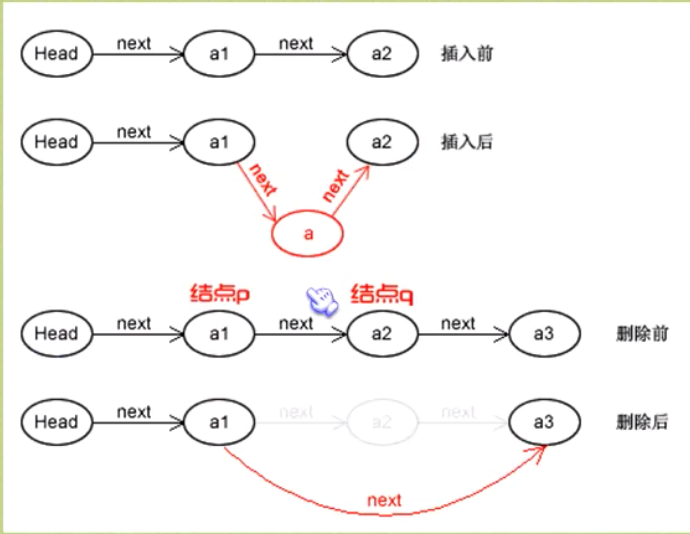 next next
Head a1 a2 插入前
next
Head a1 a2 插入后
next next
a
结点p 结点q
next next next
Head a1 a2 a3 删除前
next next next
Head a1 a2 a3 删除后
next